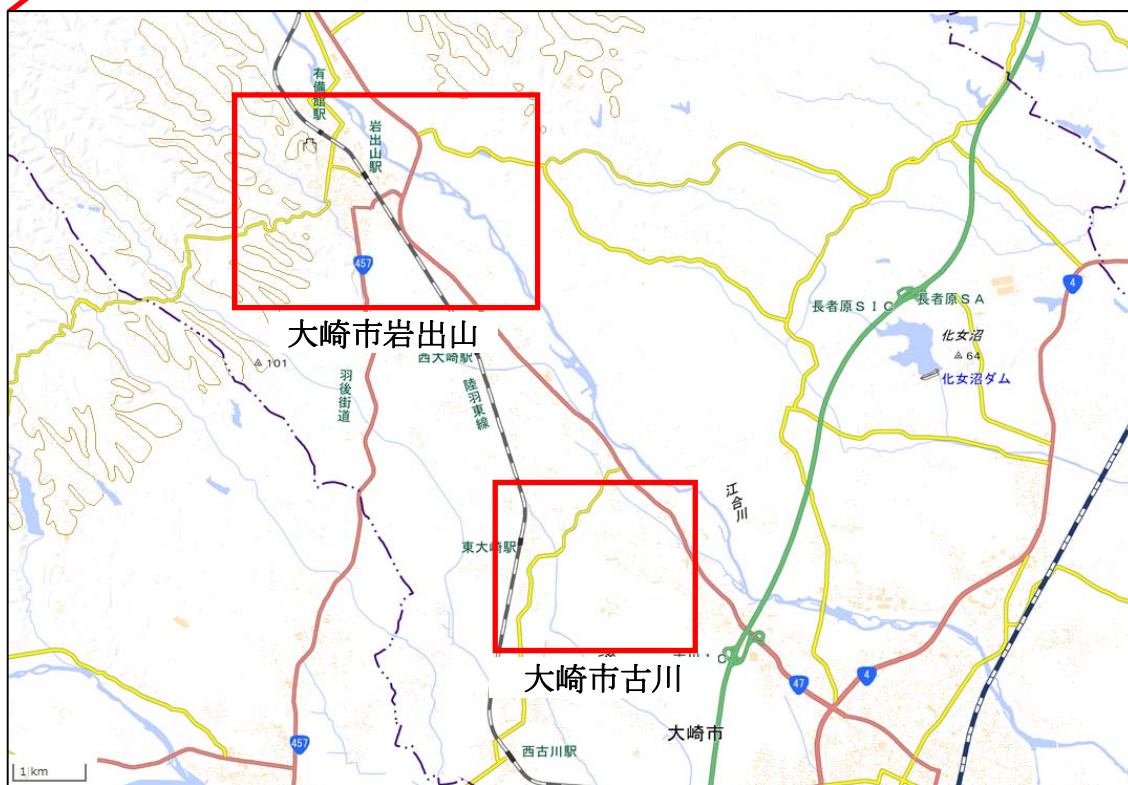 有備館駅
岩出山駅
457
4
長者原ＳＩＣ
長者原ＳＡ
化女沼
64
化女沼ダム
大崎市岩出山
西大崎駅
101
羽後街道
陸羽東線
江合川
東大崎駅
大崎市古川
47
4
大崎市
457
西古川駅
1 km